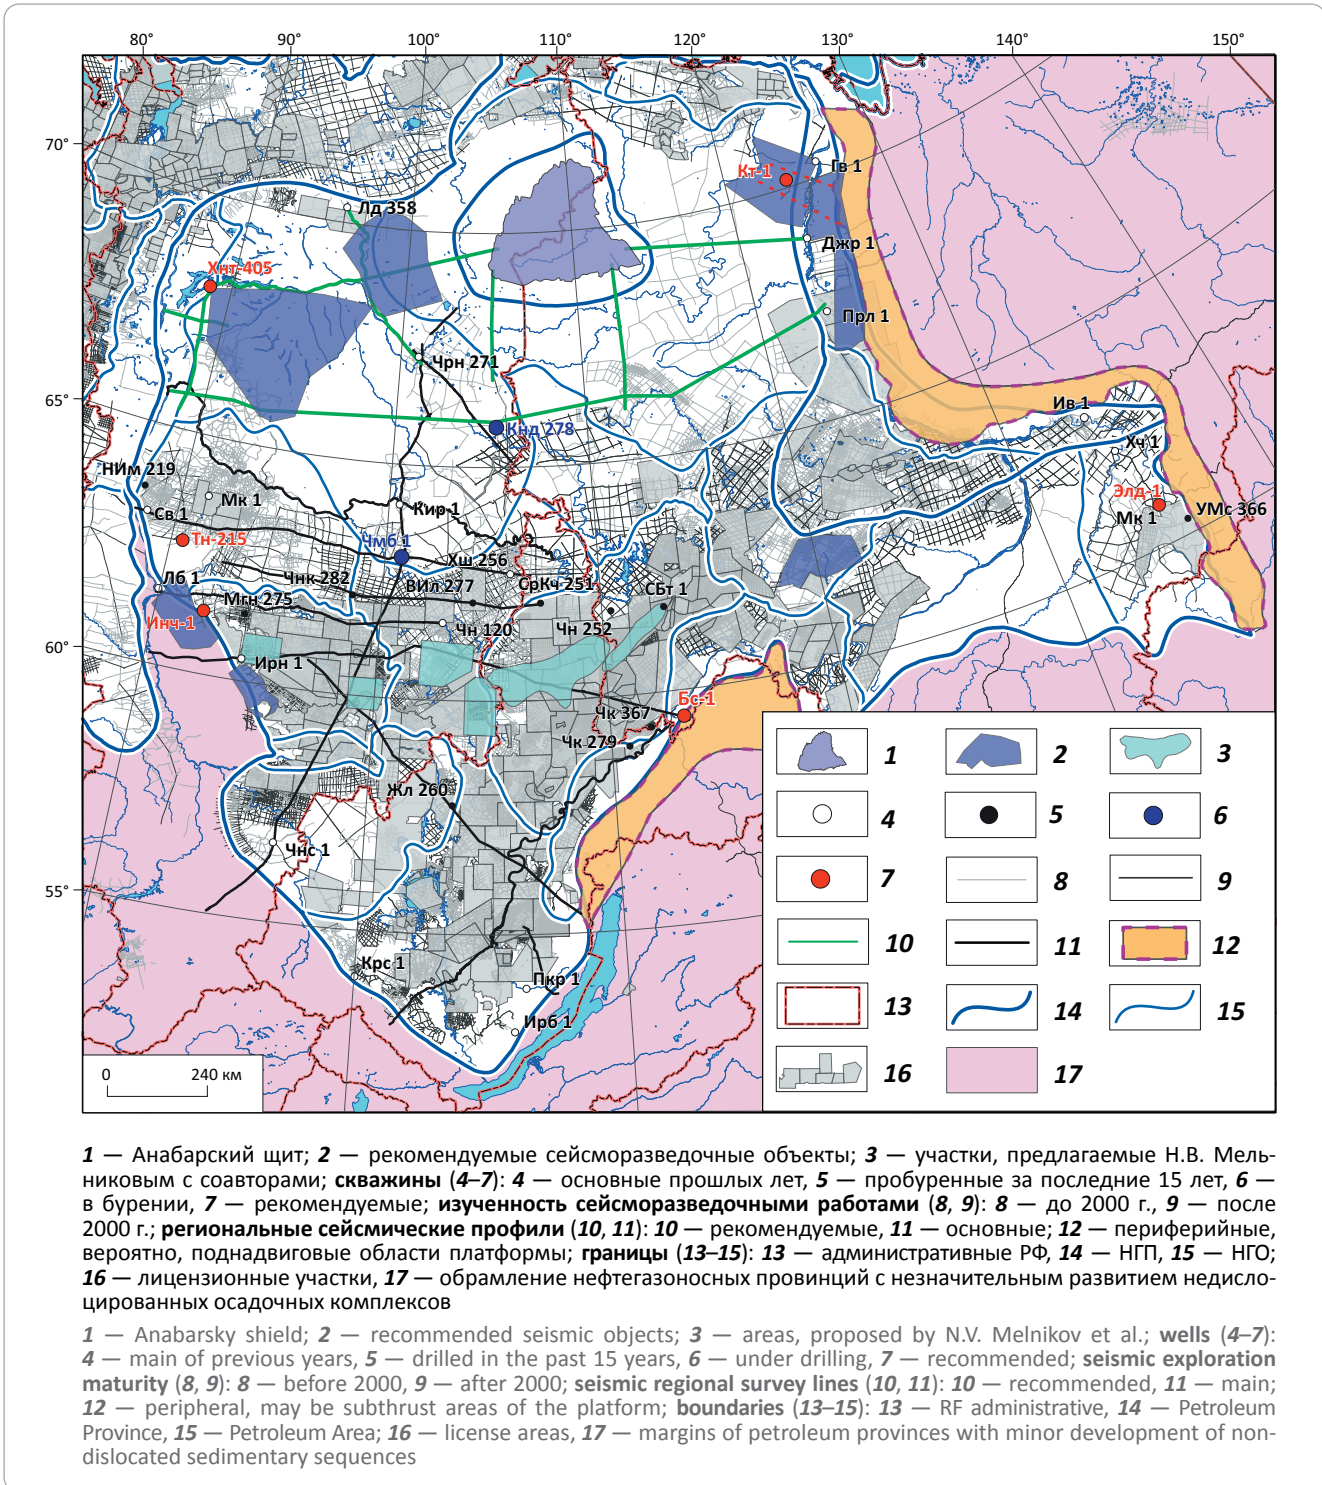 80° 90° 100° 110° 120° 130° 140° 150°
70°
Кт-1
Гв 1
Лд 358
Джр 1
Хнт-405
Прл 1
Чрн 271
65°
Ив 1
Кнд 278
Хч 1
НИм 219
Мк 1
Элд-1
Св 1
Кир 1
Мк 1
УМс 366
Тн-215
Чмб 1
Хш 256
Лб 1
Чнк 282
ВИл 277
СрКч 251
СБт 1
Мгн 275
Инч-1
Чн 120
Чн 252
60°
Ирн 1
Бс-1
Чк 367
Чк 279
Жл 260
Чнс 1
55°
Крс 1
Пкр 1
Ирб 1
0 240 км
1 2 3
4 5 6
7 8 9
10 11 12
13 14 15
16 17
1 — Анабарский щит; 2 — рекомендуемые сейсморазведочные объекты; 3 — участки, предлагаемые Н.В. Мель-
никовым с соавторами; скважины (4–7): 4 — основные прошлых лет, 5 — пробуренные за последние 15 лет, 6 —
в бурении, 7 — рекомендуемые; изученность сейсморазведочными работами (8, 9): 8 — до 2000 г., 9 — после
2000 г.; региональные сейсмические профили (10, 11): 10 — рекомендуемые, 11 — основные; 12 — периферийные,
вероятно, поднадвиговые области платформы; границы (13–15): 13 — административные РФ, 14 — НГП, 15 — НГО;
16 — лицензионные участки, 17 — обрамление нефтегазоносных провинций с незначительным развитием недисло-
цированных осадочных комплексов
1 — Anabarsky shield; 2 — recommended seismic objects; 3 — areas, proposed by N.V. Melnikov et al.; wells (4–7):
4 — main of previous years, 5 — drilled in the past 15 years, 6 — under drilling, 7 — recommended; seismic exploration
maturity (8, 9): 8 — before 2000, 9 — after 2000; seismic regional survey lines (10, 11): 10 — recommended, 11 — main;
12 — peripheral, may be subthrust areas of the platform; boundaries (13–15): 13 — RF administrative, 14 — Petroleum
Province, 15 — Petroleum Area; 16 — license areas, 17 — margins of petroleum provinces with minor development of non-
dislocated sedimentary sequences